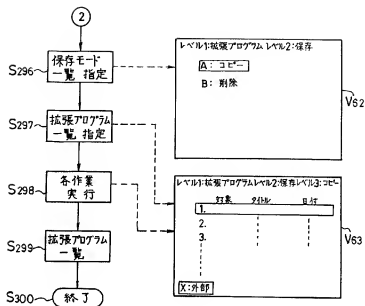 2
保存モード
一覧 指定
S296
レベル1:拡張プログラム レベル2:保存
A: コピー
B: 削除
V62
拡張プログラム
一覧 指定
S297
各作業
実行
S298
拡張プログラム
一覧
S299
終了
S300
レベル1:拡張プログラムレベル2:保存レベル3:コピー
対象 タイトル 日付
1.
2.
3.
X:外部
V63